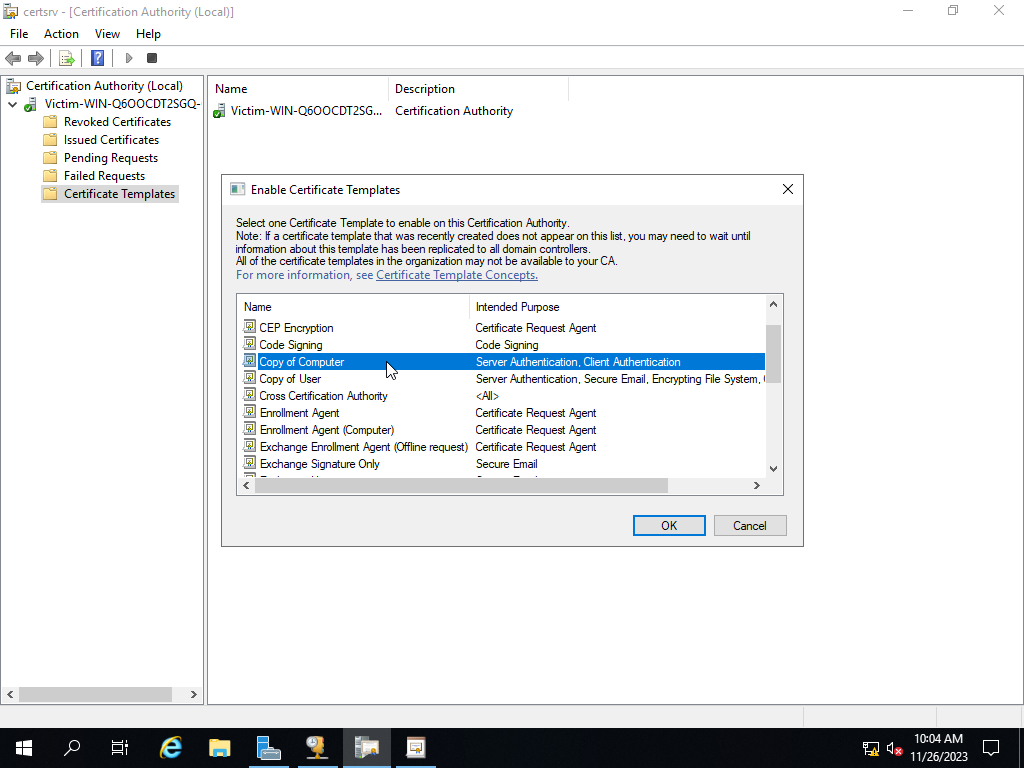 certsrv - [Certification Authority (Local)]
File Action View Help
Certification Authority (Local)
Victim-WIN-Q6OOCDT2SGQ-
Revoked Certificates
Issued Certificates
Pending Requests
Failed Requests
Certificate Templates
Name Description
Victim-WIN-Q6OOCDT2SG... Certification Authority
Enable Certificate Templates
Select one Certificate Template to enable on this Certification Authority.
Note: If a certificate template that was recently created does not appear on this list, you may need to wait until
information about this template has been replicated to all domain controllers.
All of the certificate templates in the organization may not be available to your CA.
For more information, see Certificate Template Concepts.
Name Intended Purpose
CEP Encryption Certificate Request Agent
Code Signing Code Signing
Copy of Computer Server Authentication, Client Authentication
Copy of User Server Authentication, Secure Email, Encrypting File System,
Cross Certification Authority <All>
Enrollment Agent Certificate Request Agent
Enrollment Agent (Computer) Certificate Request Agent
Exchange Enrollment Agent (Offline request) Certificate Request Agent
Exchange Signature Only Secure Email
OK Cancel
10:04 AM
11/26/2023